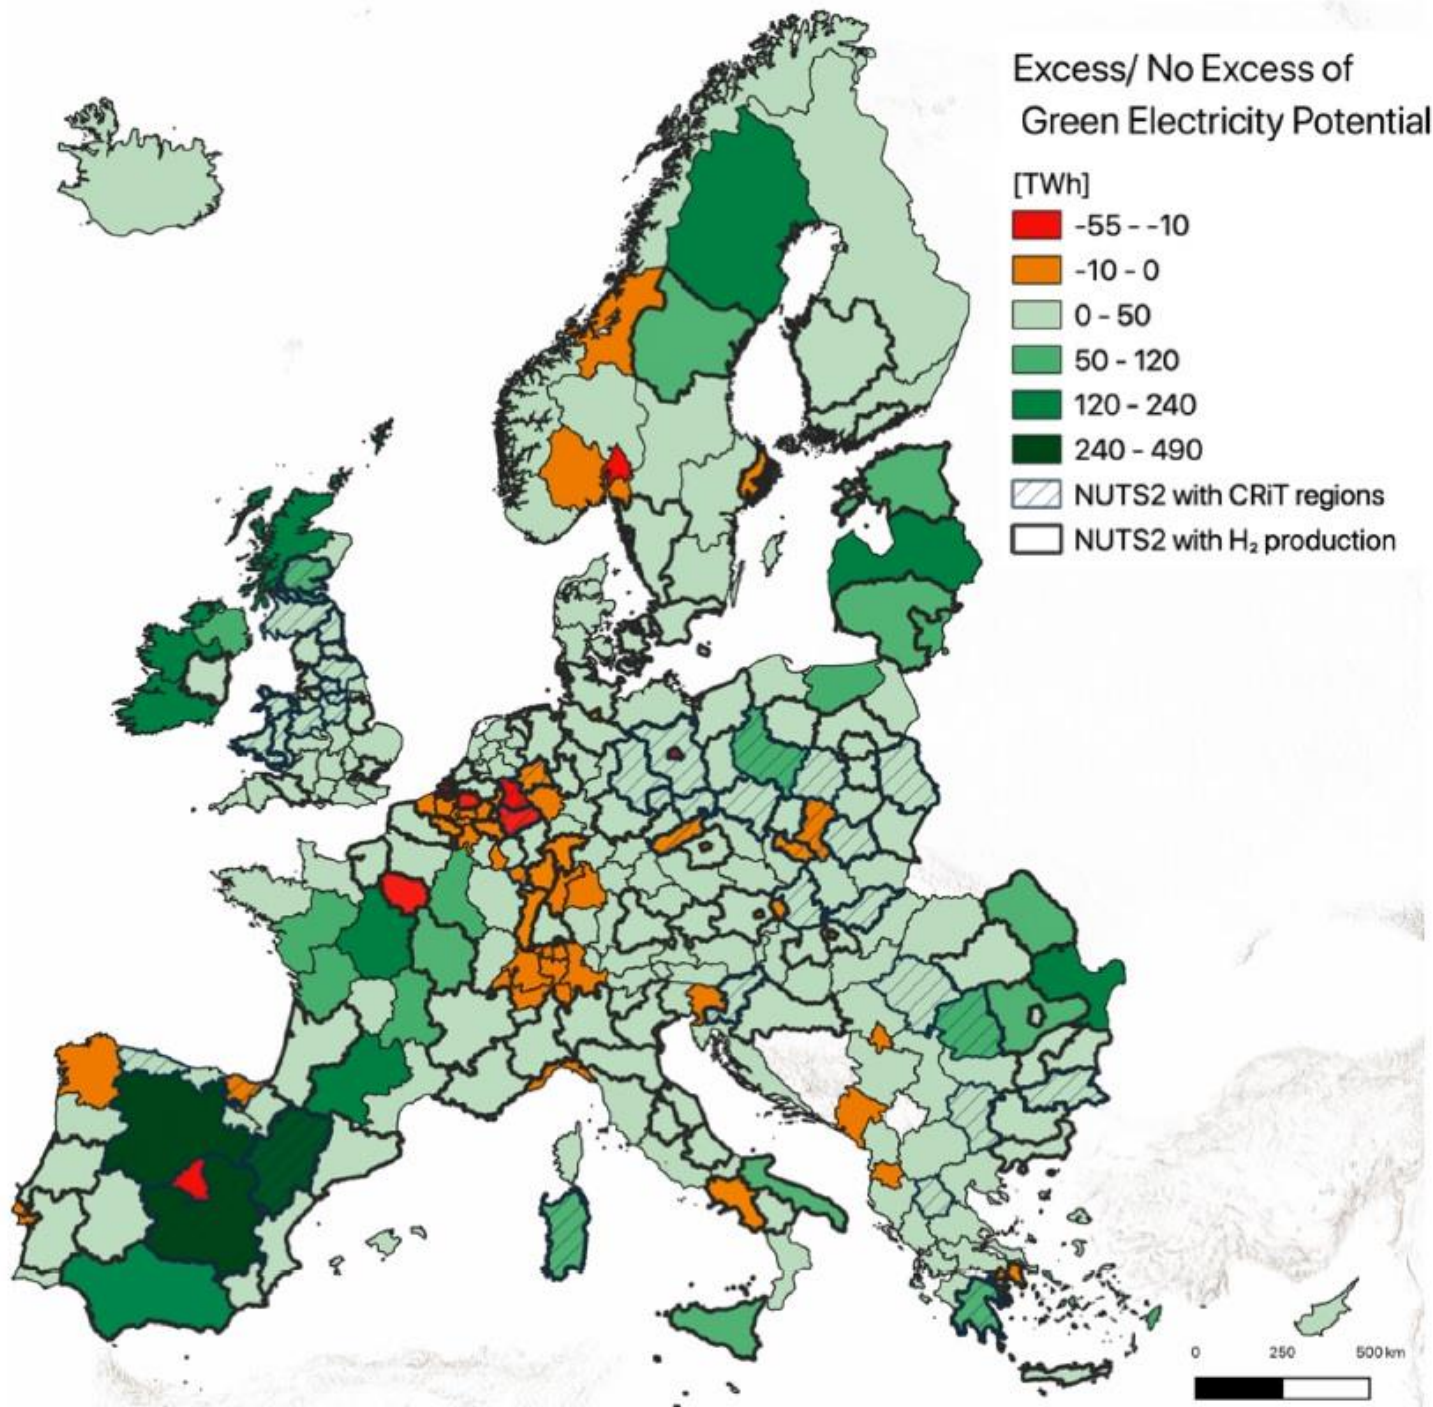 Excess/ No Excess of
Green Electricity Potential
[TWh]
-55 - -10
-10 - 0
0 - 50
50 - 120
120 - 240
240 - 490
NUTS2 with CRiT regions
NUTS2 with H₂ production
0 250 500 km